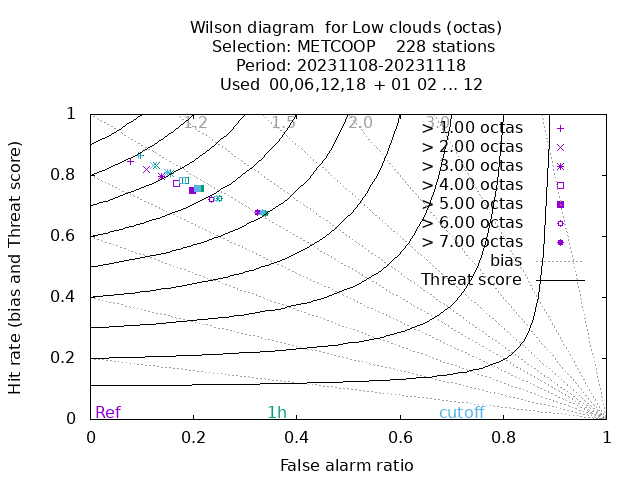 Wilson diagram  for Low clouds (octas)
Selection: METCOOP    228 stations
Period: 20231108-20231118
Used  00,06,12,18  + 01 02 ... 12
Hit rate (bias and Threat score)
1
0.8
0.6
0.4
0.2
0
1.2
1.5
2.0
3.0
> 1.00 octas
> 2.00 octas
> 3.00 octas
> 4.00 octas
> 5.00 octas
> 6.00 octas
> 7.00 octas
bias
Threat score
Ref
1h
cutoff
0
0.2
0.4
0.6
0.8
1
False alarm ratio